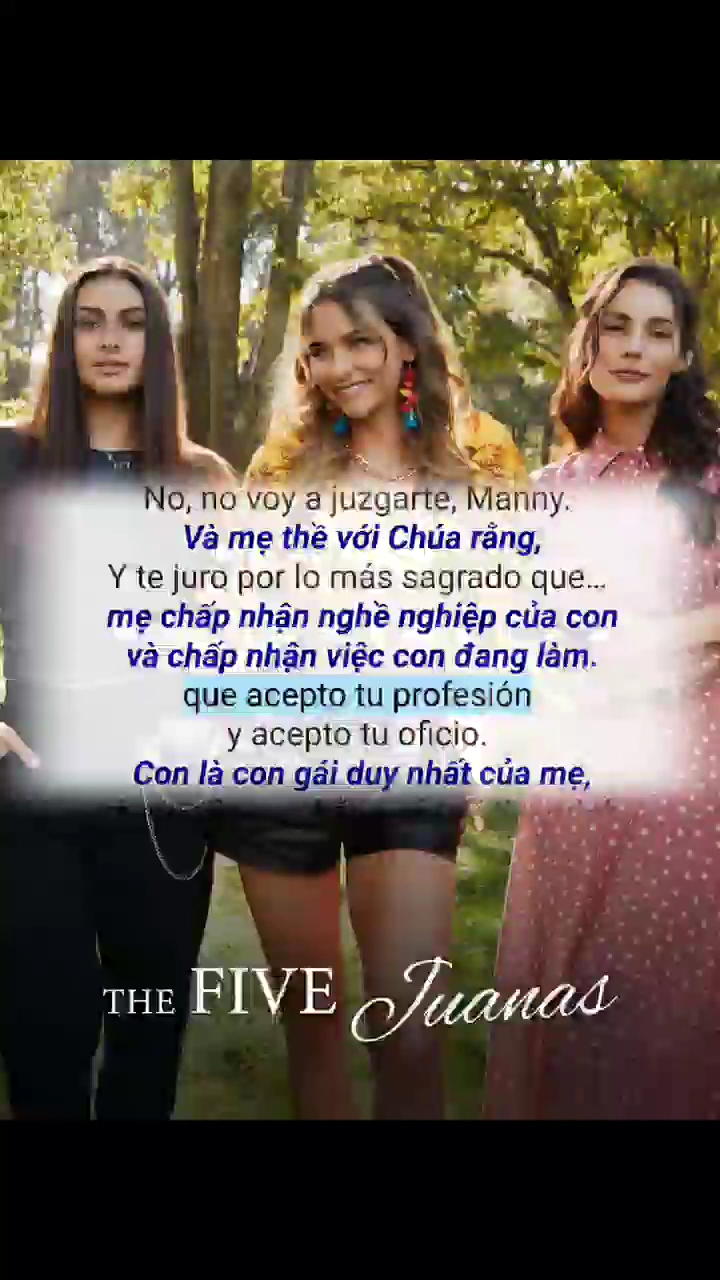 No, no voy a juzgarte, Manny.
Và mẹ thề với Chúa rằng,
Y te juro por lo más sagrado que…
mẹ chấp nhận nghề nghiệp của con
và chấp nhận việc con đang làm.
que acepto tu profesión
y acepto tu oficio.
Con là con gái duy nhất của mẹ,
THE FIVE Juanas